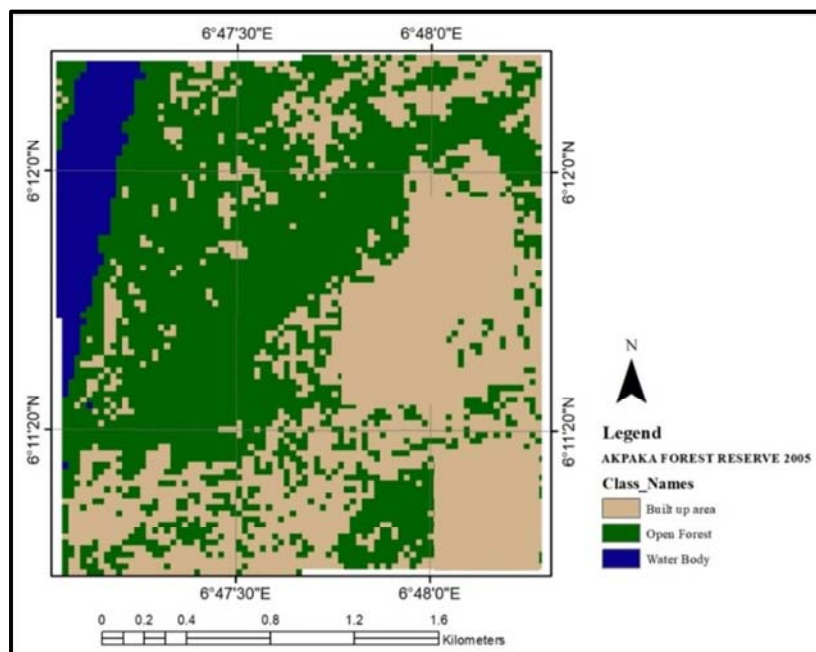 6°47'30"E 6°48'0"E
6°12'0"N 6°12'0"N
6°11'20"N 6°11'20"N
6°47'30"E 6°48'0"E
0 0.2 0.4 0.8 1.2 1.6
Kilometers
N
Legend
AKPAKA FOREST RESERVE 2005
Class_Names
Built up area
Open Forest
Water Body